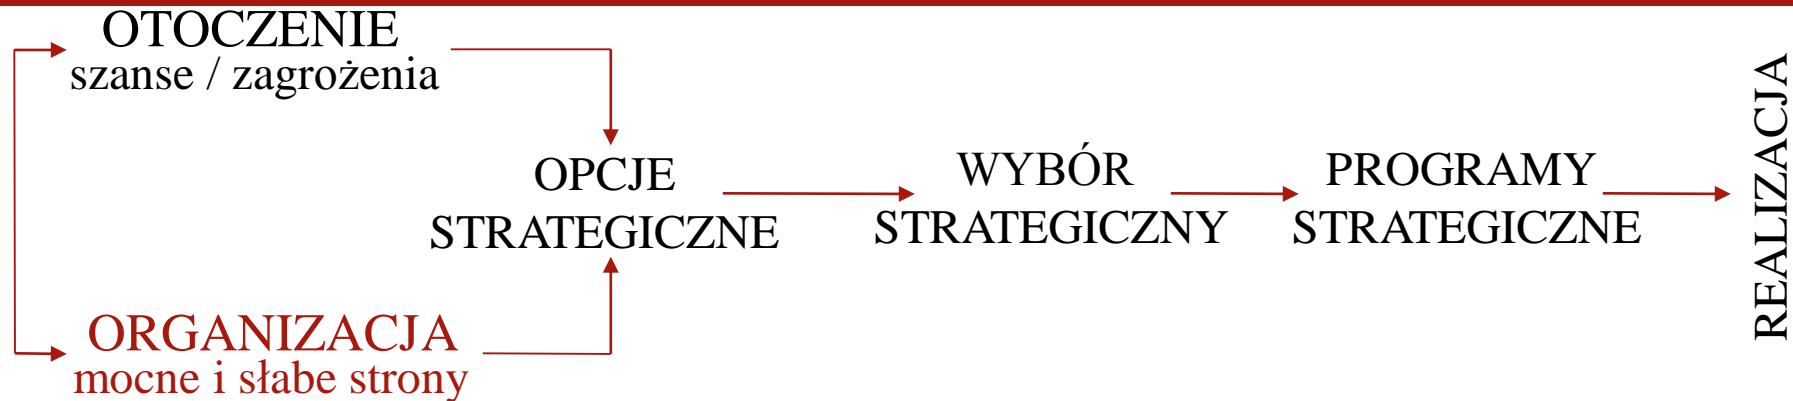 OTOCZENIE
szanse / zagrożenia
ORGANIZACJA
mocne i słabe strony
OPCJE
STRATEGICZNE
WYBÓR
STRATEGICZNY
PROGRAMY
STRATEGICZNE
REALIZACJA